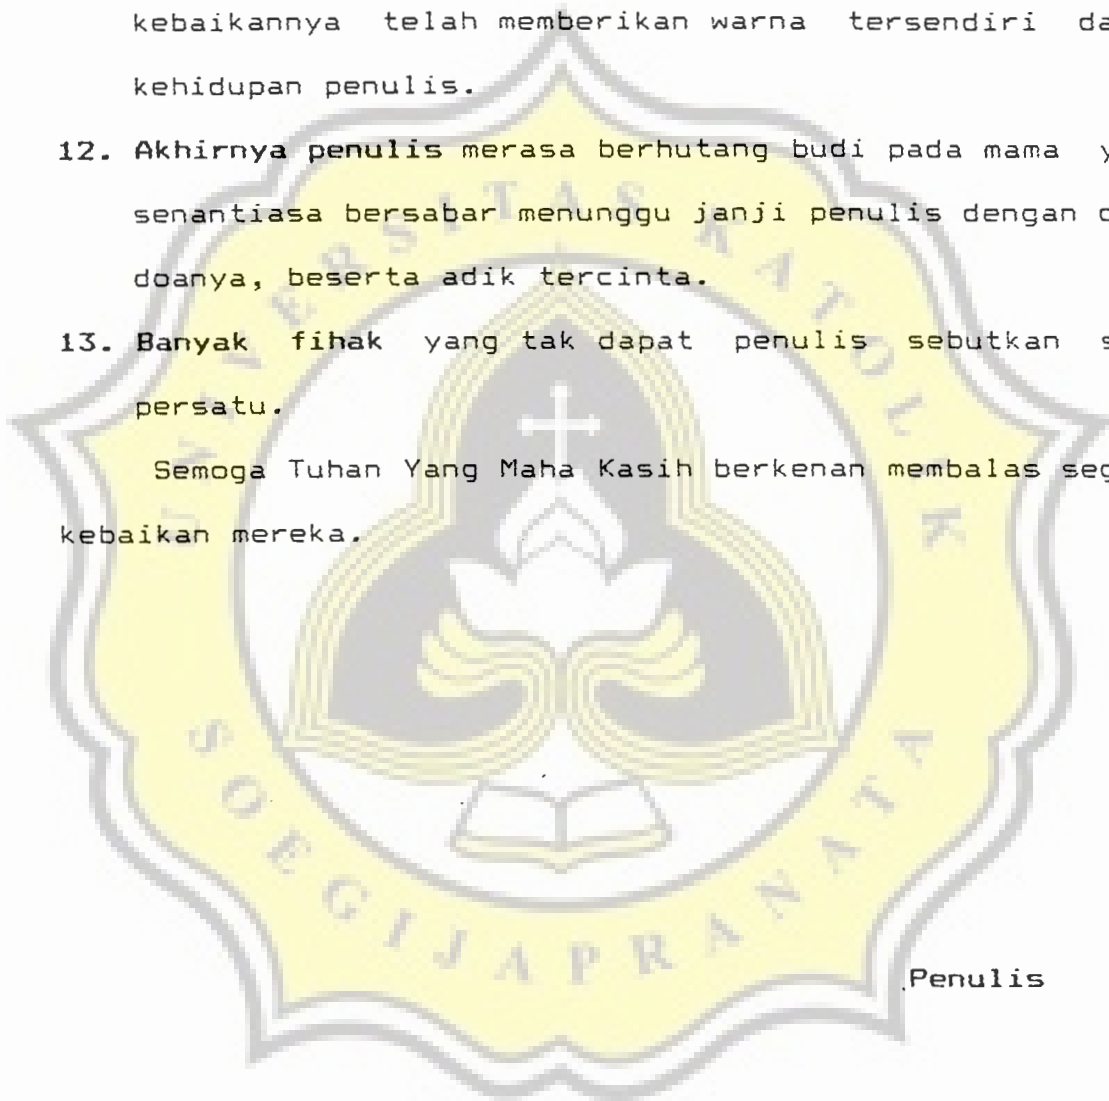 kebaikannya telah memberikan warna tersendiri da
kehidupan penulis.
12. Akhirnya penulis merasa berhutang budi pada mama y
senantiasa bersabar menunggu janji penulis dengan d
doanya, beserta adik tercinta.
13. Banyak fihak yang tak dapat penulis sebutkan s
persatu.
Semoga Tuhan Yang Maha Kasih berkenan membalas seg
kebaikan mereka.
Penulis
UNIVERSITAS KATOLIK
SOEGIJAPRANATA